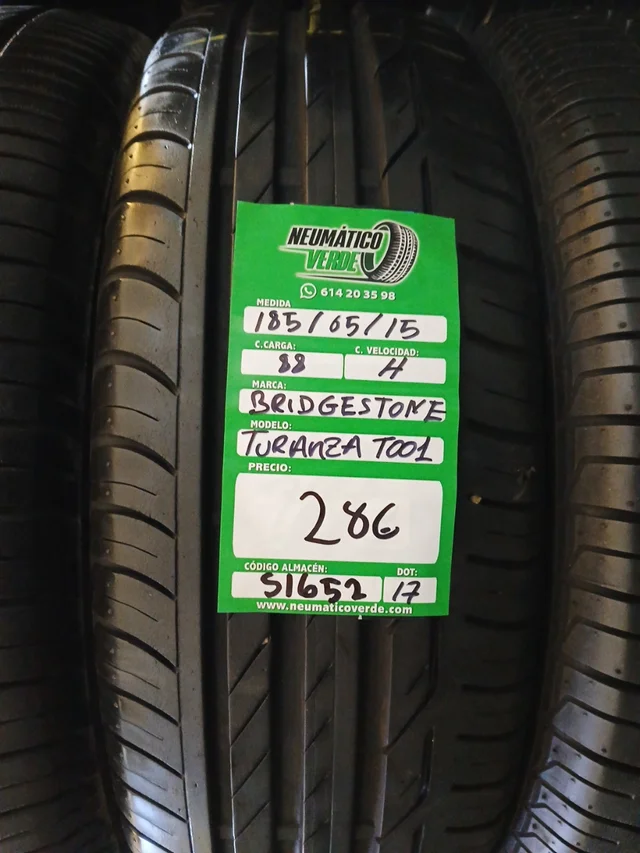 NEUMÁTICO
VERDE
614 20 35 98
MEDIDA
185/65/15
C.CARGA: C. VELOCIDAD:
88 H
MARCA:
BRIDGESTONE
MODELO:
TURANZA T001
PRECIO:
286
CÓDIGO ALMACÉN: DOT:
S1652 17
www.neumaticoverde.com